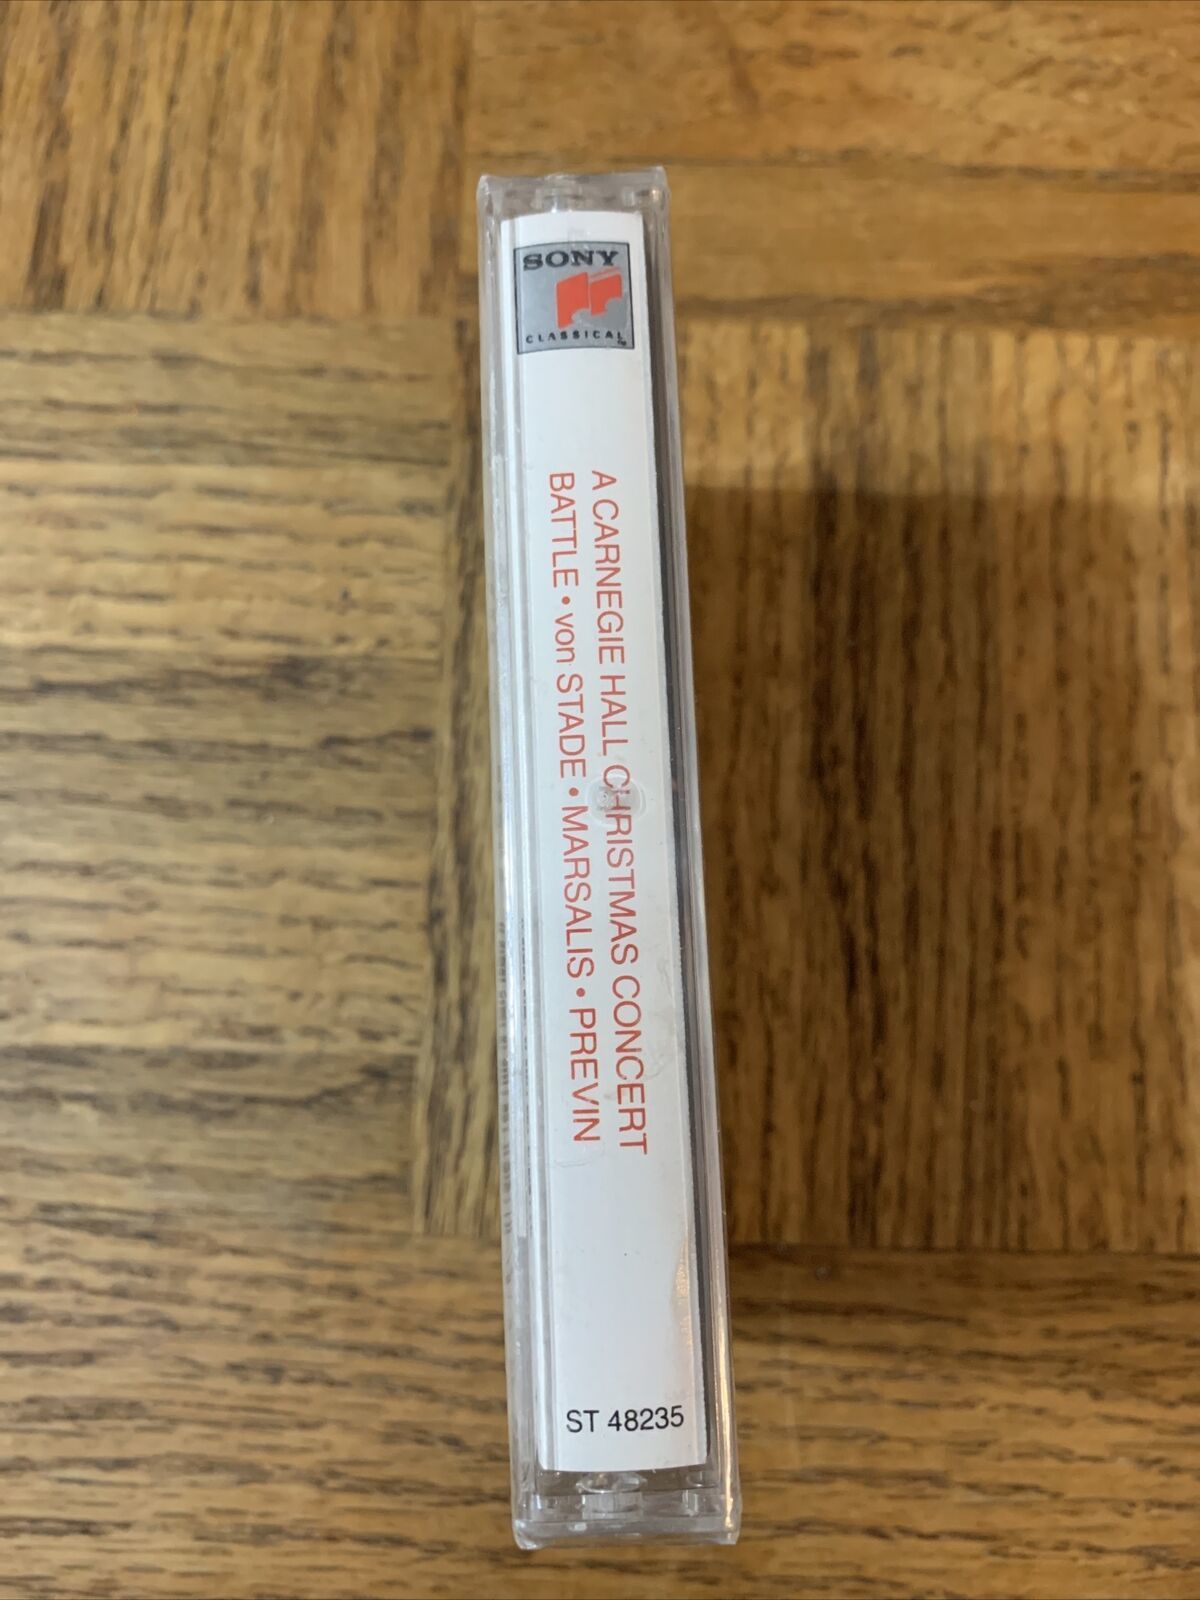 SONY
CLASSICAL
A CARNEGIE HALL CHRISTMAS CONCERT
BATTLE • von STADE • MARSALIS • PREVIN
ST 48235